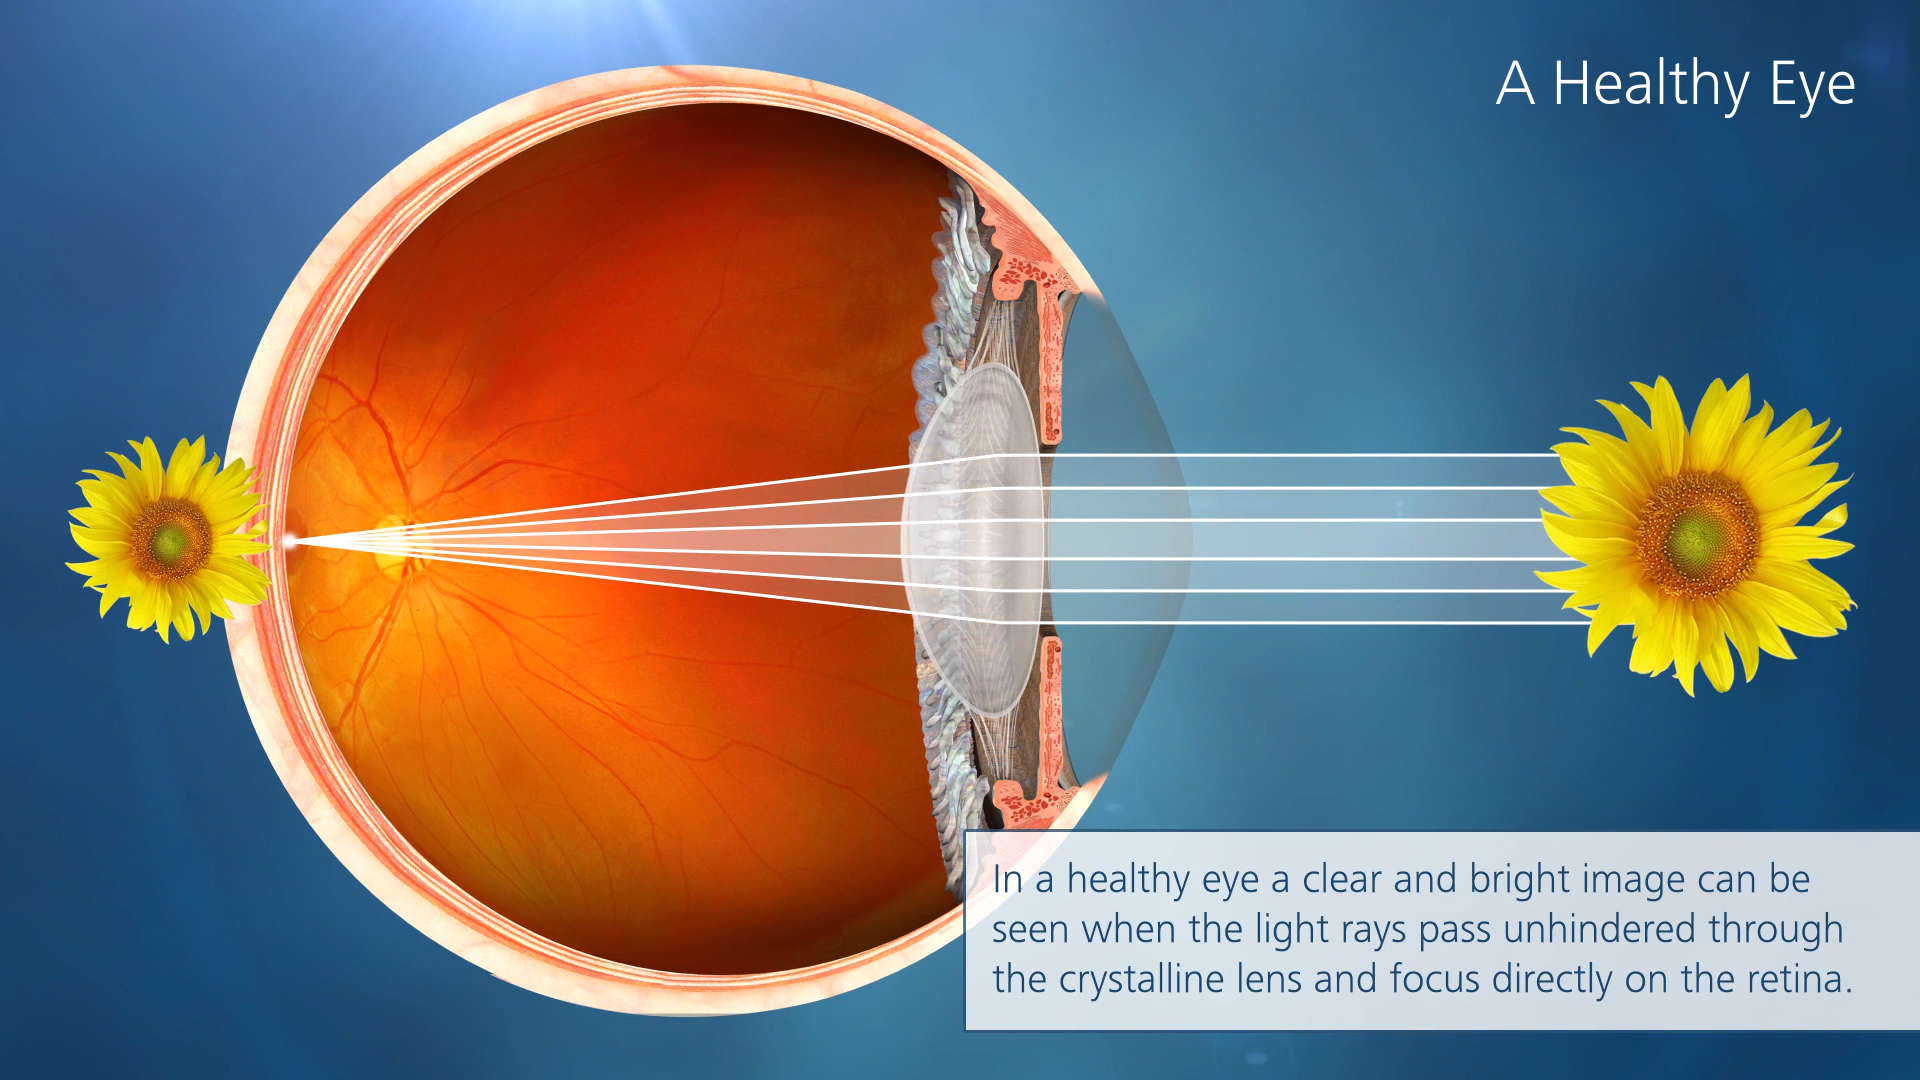 A Healthy Eye
In a healthy eye a clear and bright image can be
seen when the light rays pass unhindered through
the crystalline lens and focus directly on the retina.